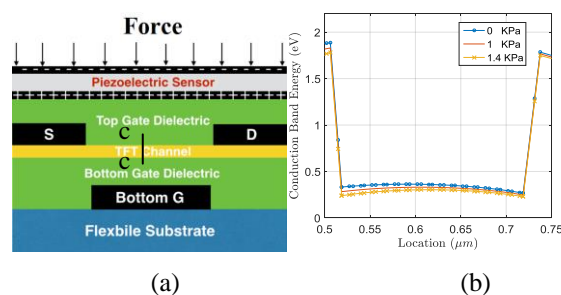 Force
Piezoelectric Sensor
Top Gate Dielectric
S
C
D
TFT Channel
C
Bottom Gate Dielectric
Bottom G
Flexbile Substrate
(a)
(b)
Conduction Band Energy (eV)
2
1.5
1
0.5
0
0.5
0.55
0.6
0.65
0.7
0.75
Location (μm)
0 KPa
1 KPa
1.4 KPa